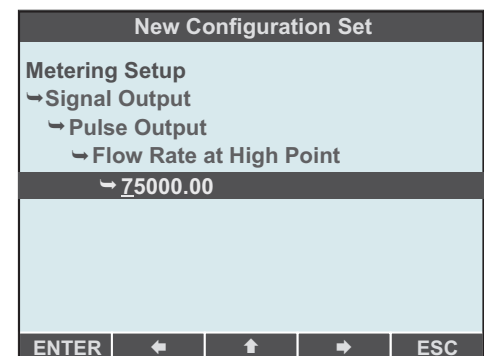 New Configuration Set
Metering Setup
➥Signal Output
➥Pulse Output
➥Flow Rate at High Point
➥75000.00
ENTER ⬅ ⬆ ➡ ESC